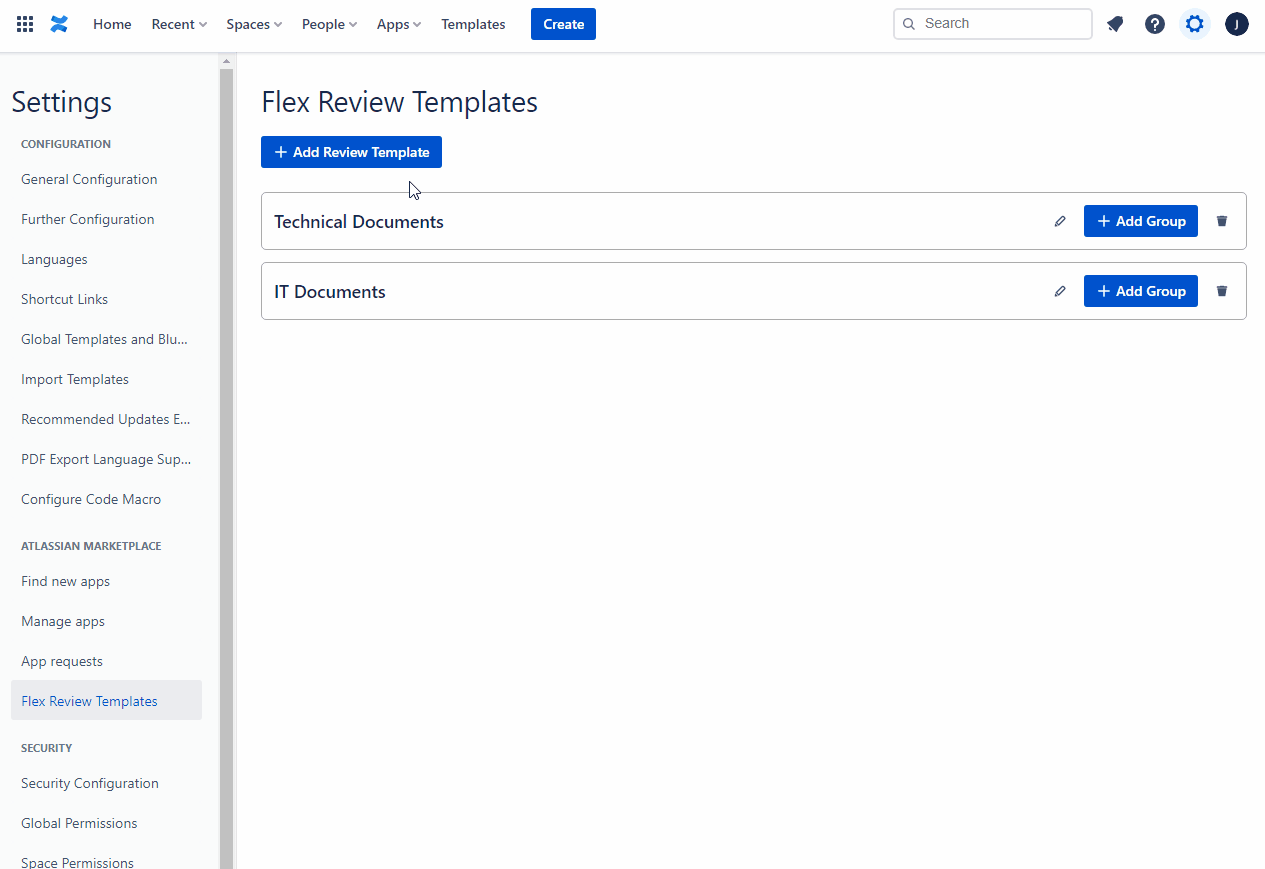 Home Recent Spaces People Apps Templates Create Search J
Settings
CONFIGURATION
General Configuration
Further Configuration
Languages
Shortcut Links
Global Templates and Blu...
Import Templates
Recommended Updates E...
PDF Export Language Sup...
Configure Code Macro
ATLASSIAN MARKETPLACE
Find new apps
Manage apps
App requests
Flex Review Templates
SECURITY
Security Configuration
Global Permissions
Space Permissions
Flex Review Templates
+ Add Review Template
Technical Documents + Add Group
IT Documents + Add Group